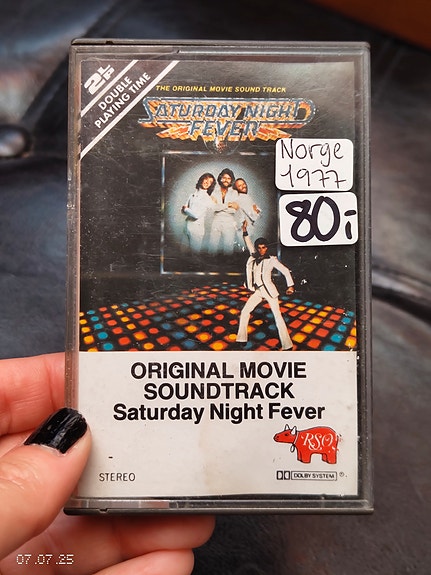 2LP
DOUBLE
PLAYING TIME
THE ORIGINAL MOVIE SOUND TRACK
SATURDAY NIGHT
FEVER
Norge
1977
80,-
ORIGINAL MOVIE
SOUNDTRACK
Saturday Night Fever
RSO
STEREO
DOLBY SYSTEM ®
07.07.25